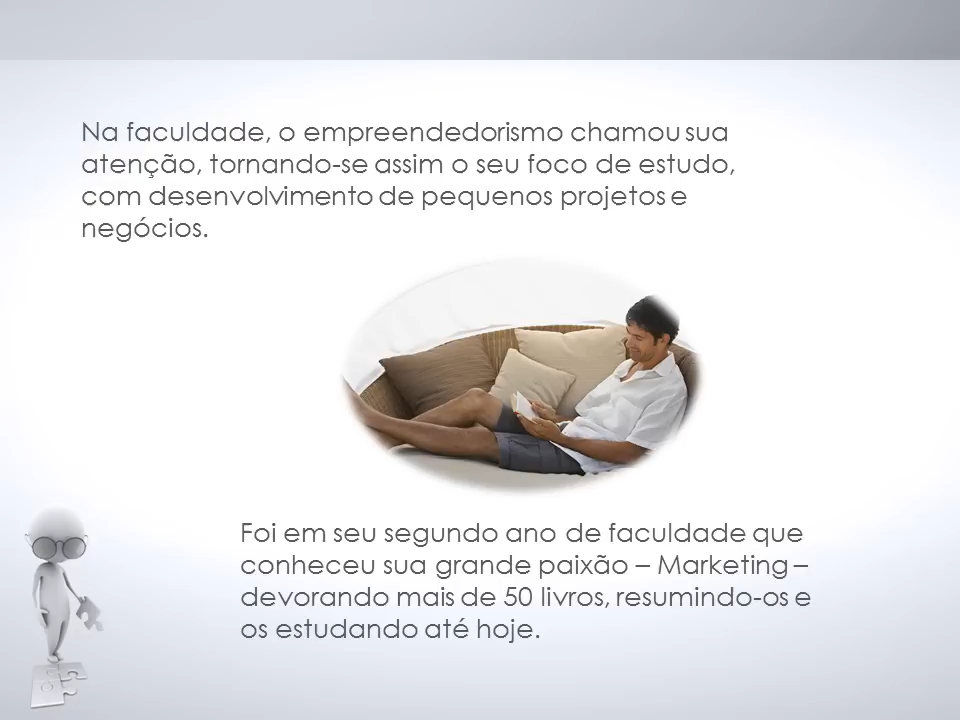 Na faculdade, o empreendedorismo chamou sua
atenção, tornando-se assim o seu foco de estudo,
com desenvolvimento de pequenos projetos e
negócios.
Foi em seu segundo ano de faculdade que
conheceu sua grande paixão – Marketing –
devorando mais de 50 livros, resumindo-os e
os estudando até hoje.